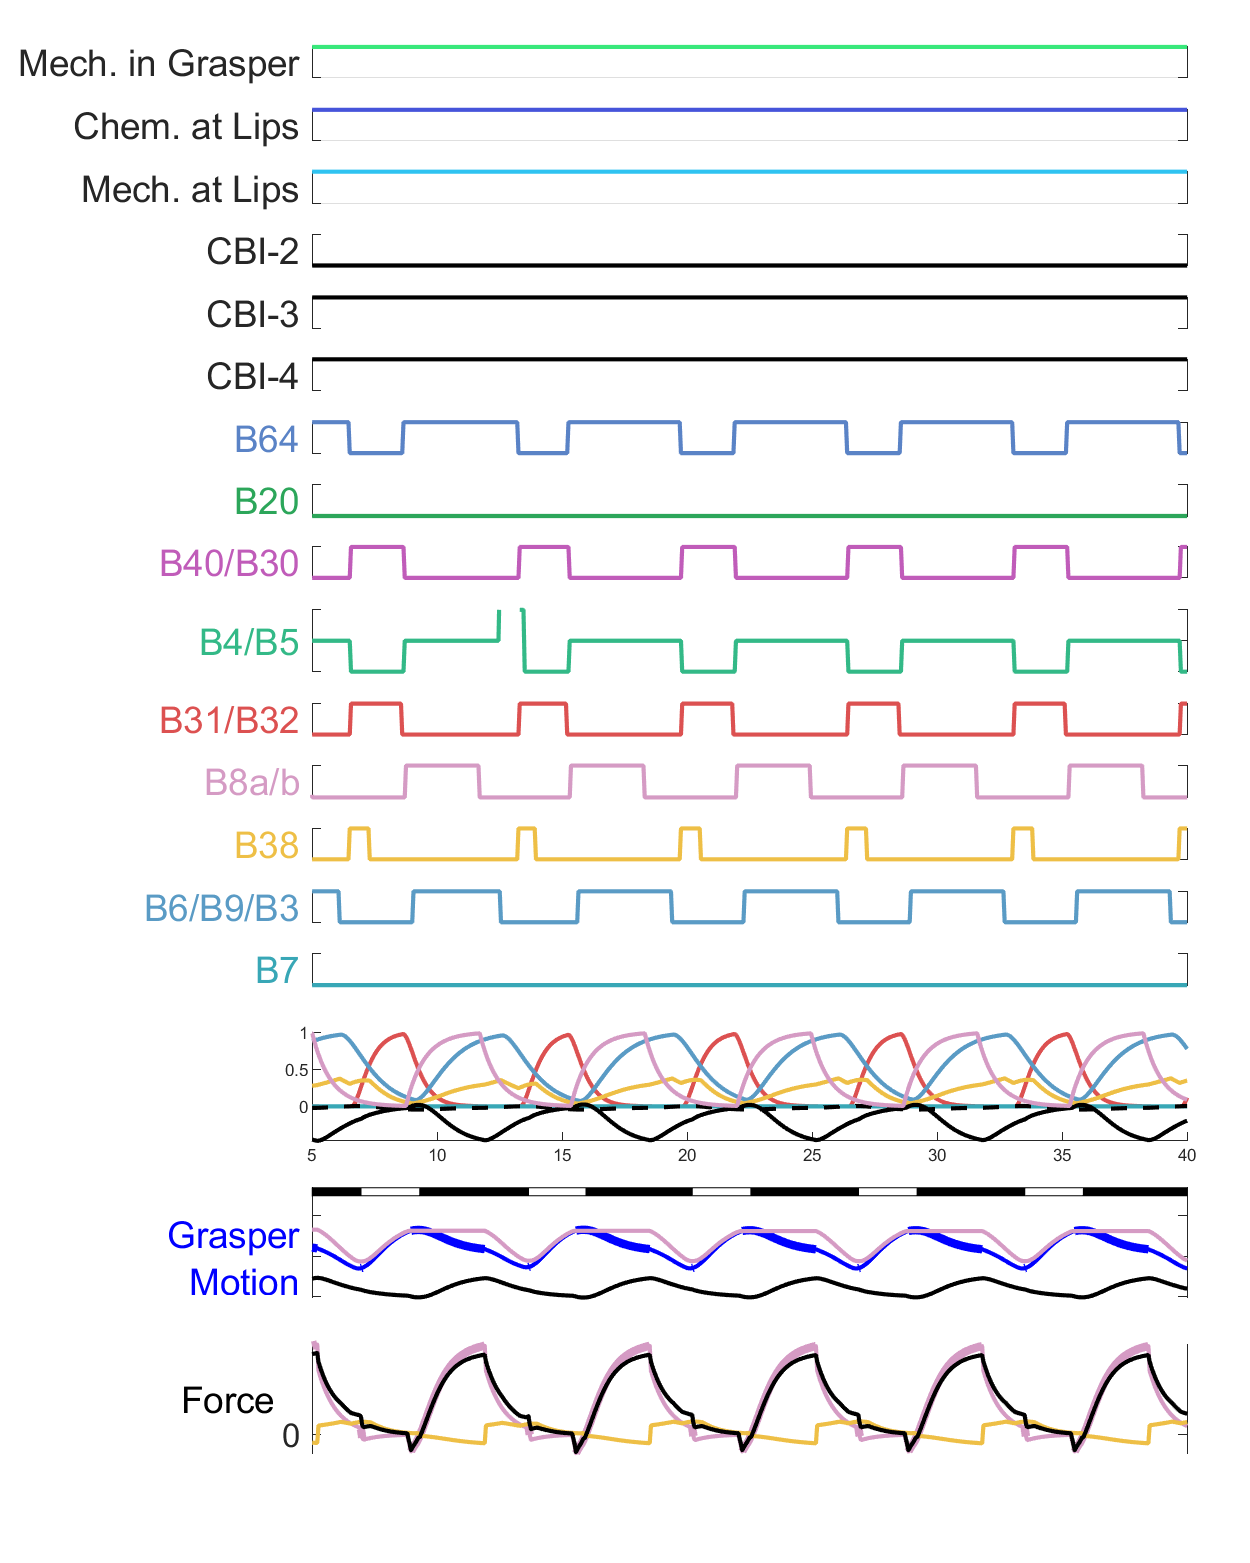 Mech. in Grasper
Chem. at Lips
Mech. at Lips
CBI-2
CBI-3
CBI-4
B64
B20
B40/B30
B4/B5
B31/B32
B8a/b
B38
B6/B9/B3
B7
1
0.5
0
5 10 15 20 25 30 35 40
Grasper
Motion
Force
0